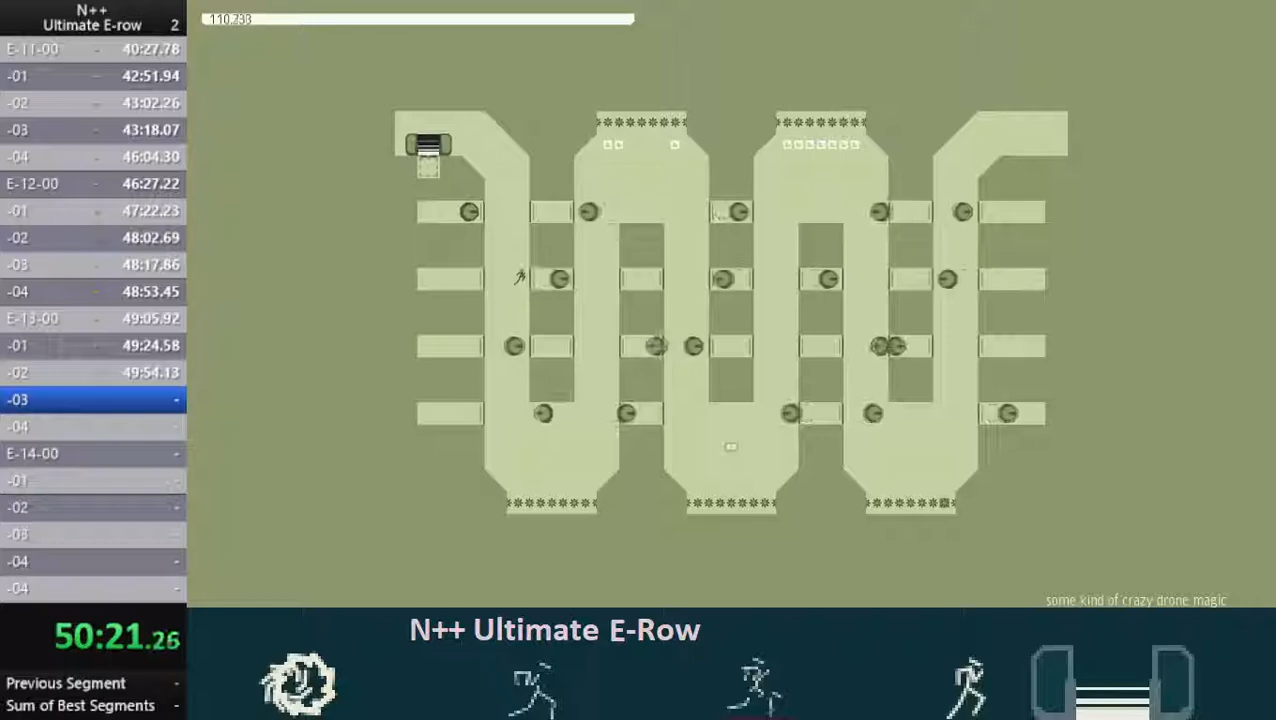 N++
Ultimate E-row 2
110.233
E-11-00 - 40:27.78
-01 - 42:51.94
-02 - 43:02.26
-03 - 43:18.07
-04 - 46:04.30
E-12-00 - 46:27.22
-01 - 47:22.23
-02 - 48:02.69
-03 - 48:17.86
-04 - 48:53.45
E-13-00 - 49:05.92
-01 - 49:24.58
-02 - 49:54.13
-03 -
-04 -
E-14-00 -
-01 -
-02 -
-03 -
-04 -
-04 -
some kind of crazy drone magic
50:21.26
N++ Ultimate E-Row
Previous Segment -
Sum of Best Segments -